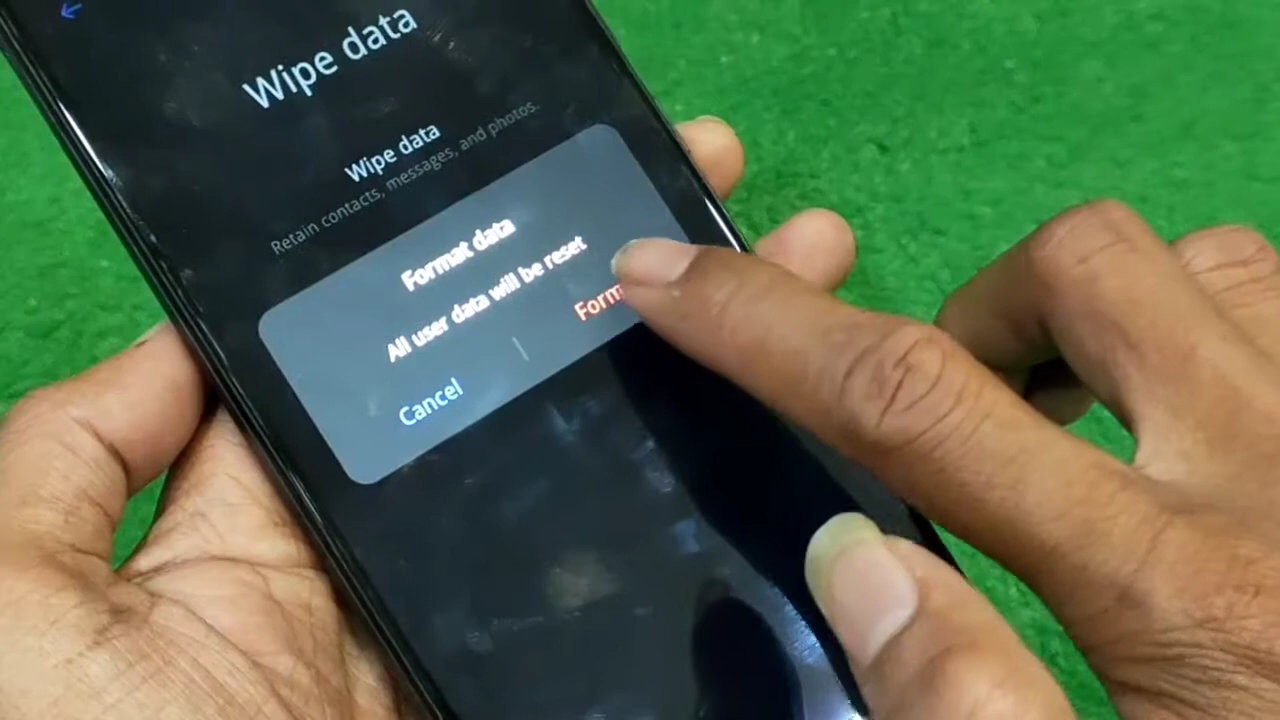 Wipe data
Wipe data
Retain contacts, messages, and photos.
Format data
All user data will be reset
Cancel